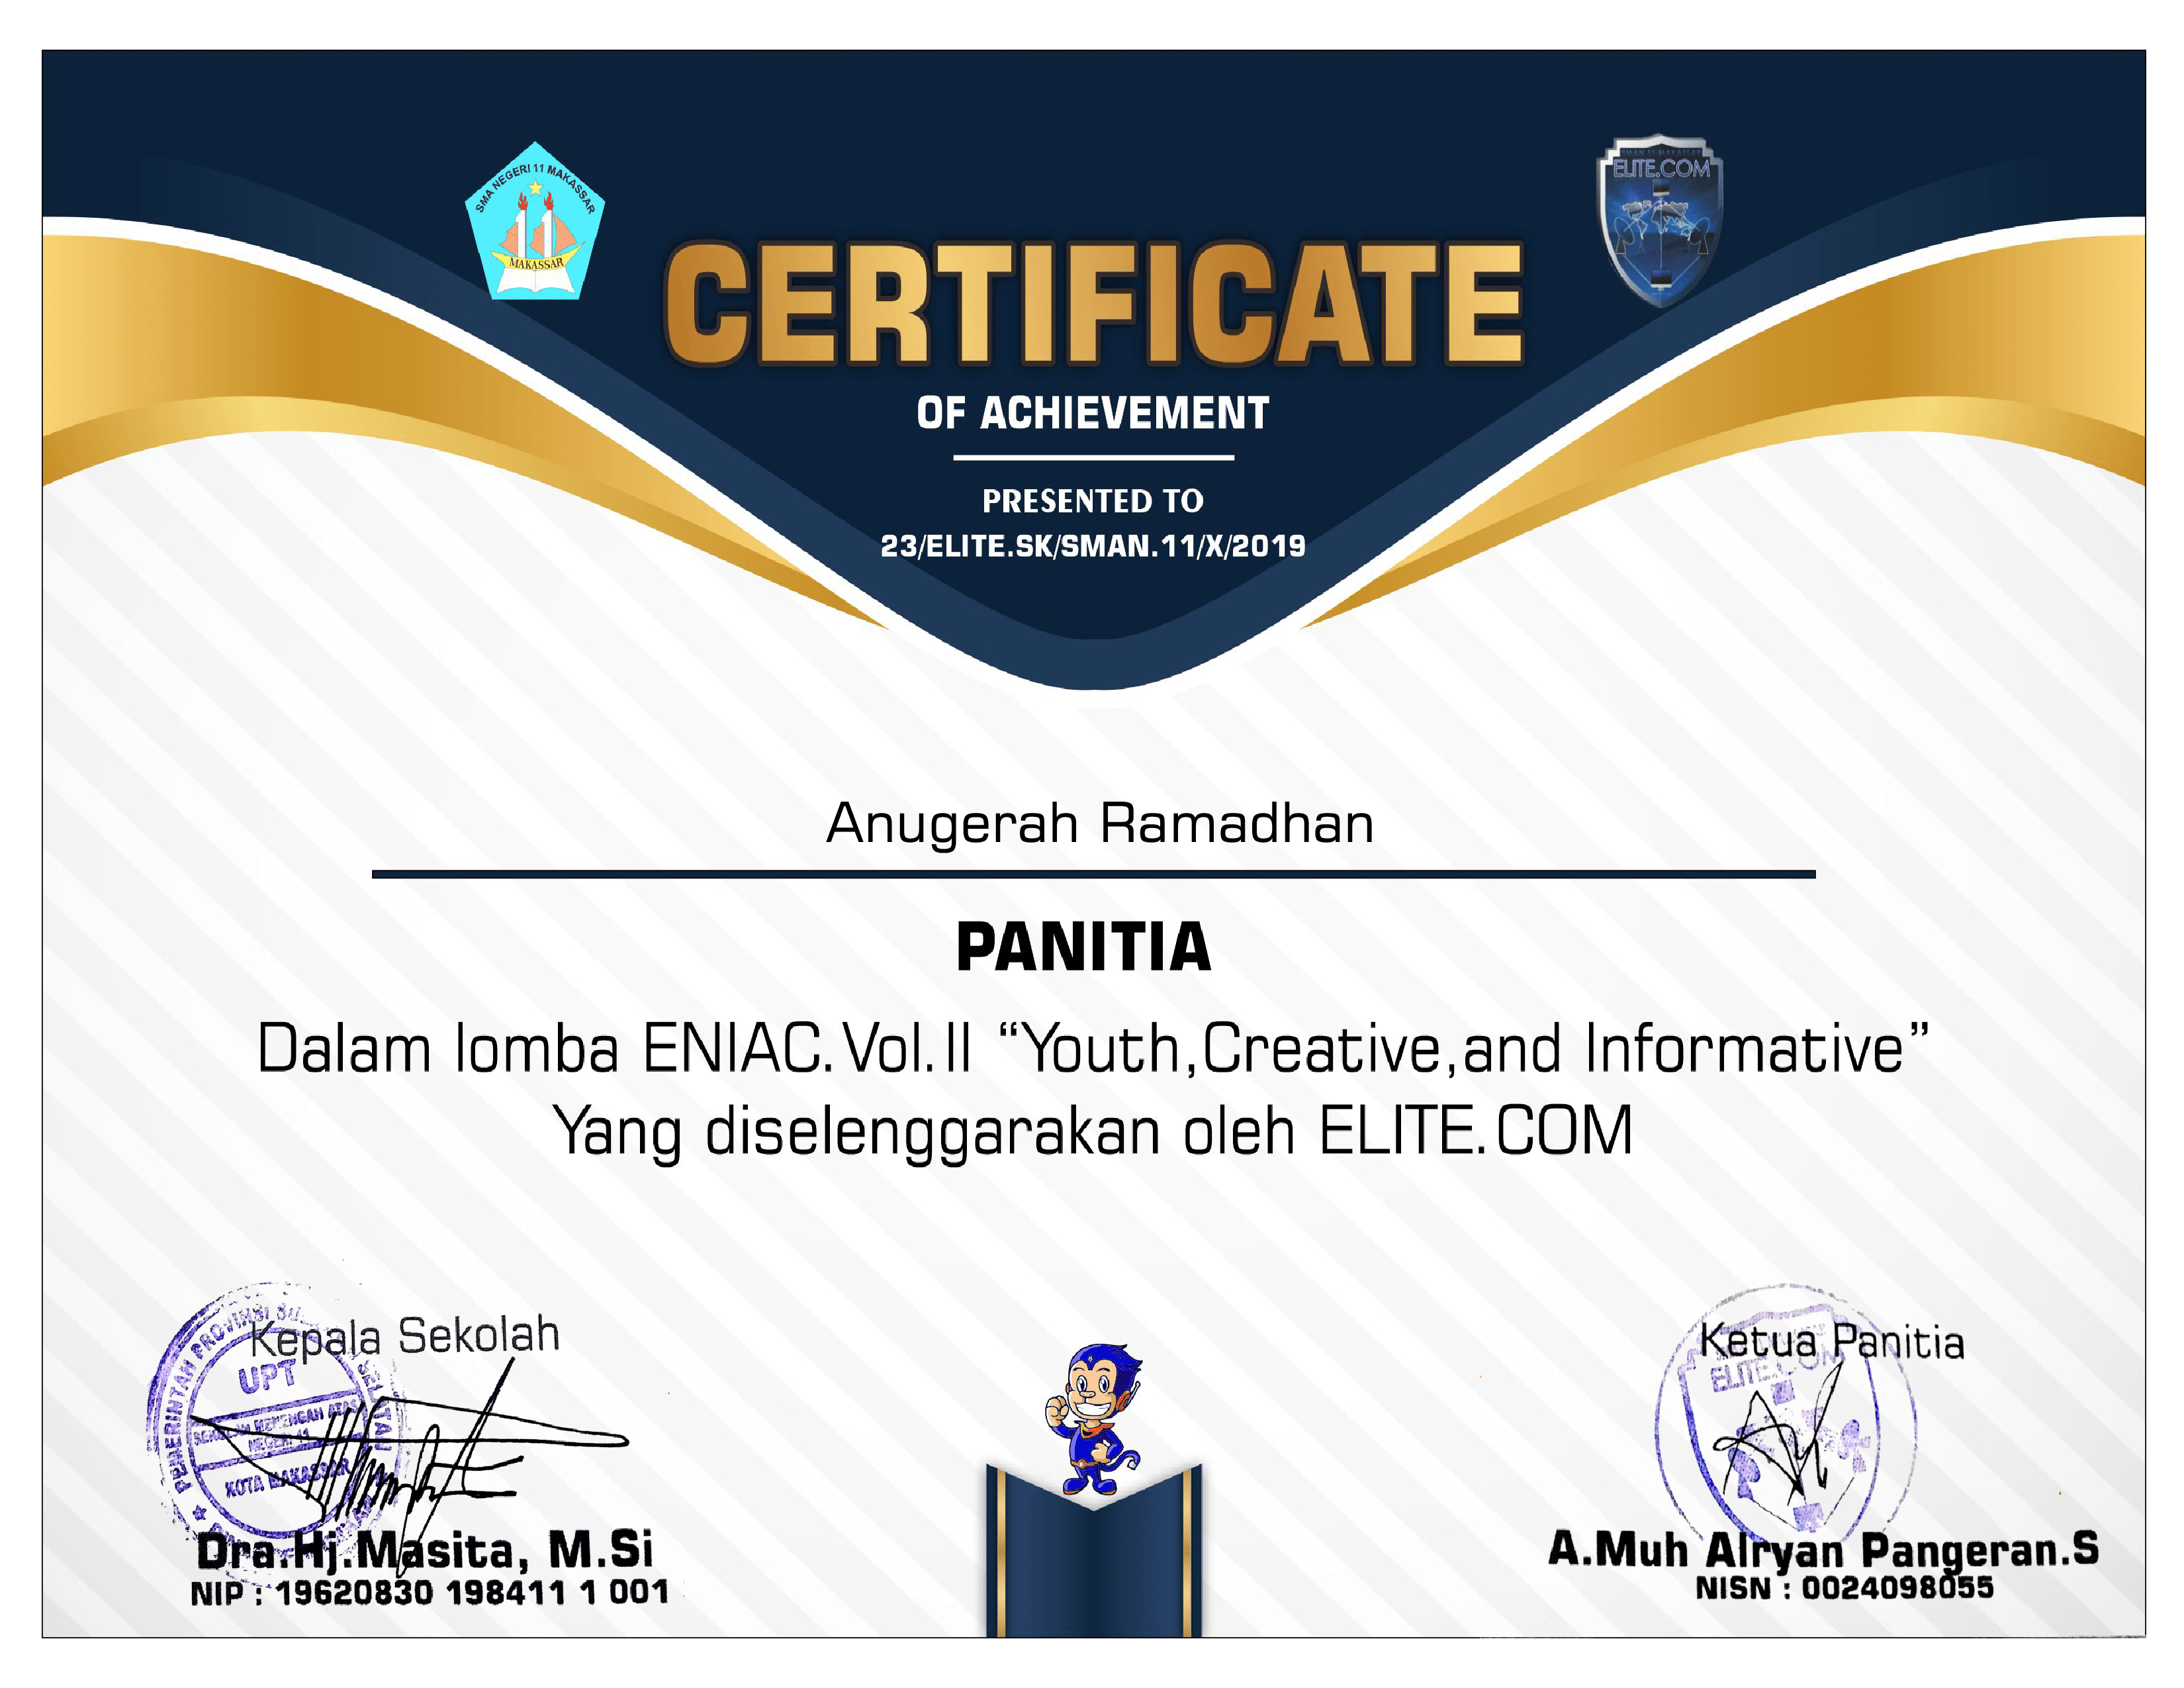 SMA NEGERI 11 MAKASSAR
MAKASSAR
SMAN 11 MAKASSAR
ELITE.COM
CERTIFICATE
OF ACHIEVEMENT
PRESENTED TO
23/ELITE.SK/SMAN.11/X/2019
Anugerah Ramadhan
PANITIA
Dalam lomba ENIAC.Vol.II “Youth,Creative,and Informative”
Yang diselenggarakan oleh ELITE.COM
Kepala Sekolah
PEMERINTAH PROVINSI SELATAN
UPT
MENENGAH ATAS
NEGERI 11
KOTA MAKASSAR
Dra.Hj.Masita, M.Si
NIP : 19620830 198411 1 001
Ketua Panitia
ELITE.COM
A.Muh Alryan Pangeran.S
NISN : 0024098055